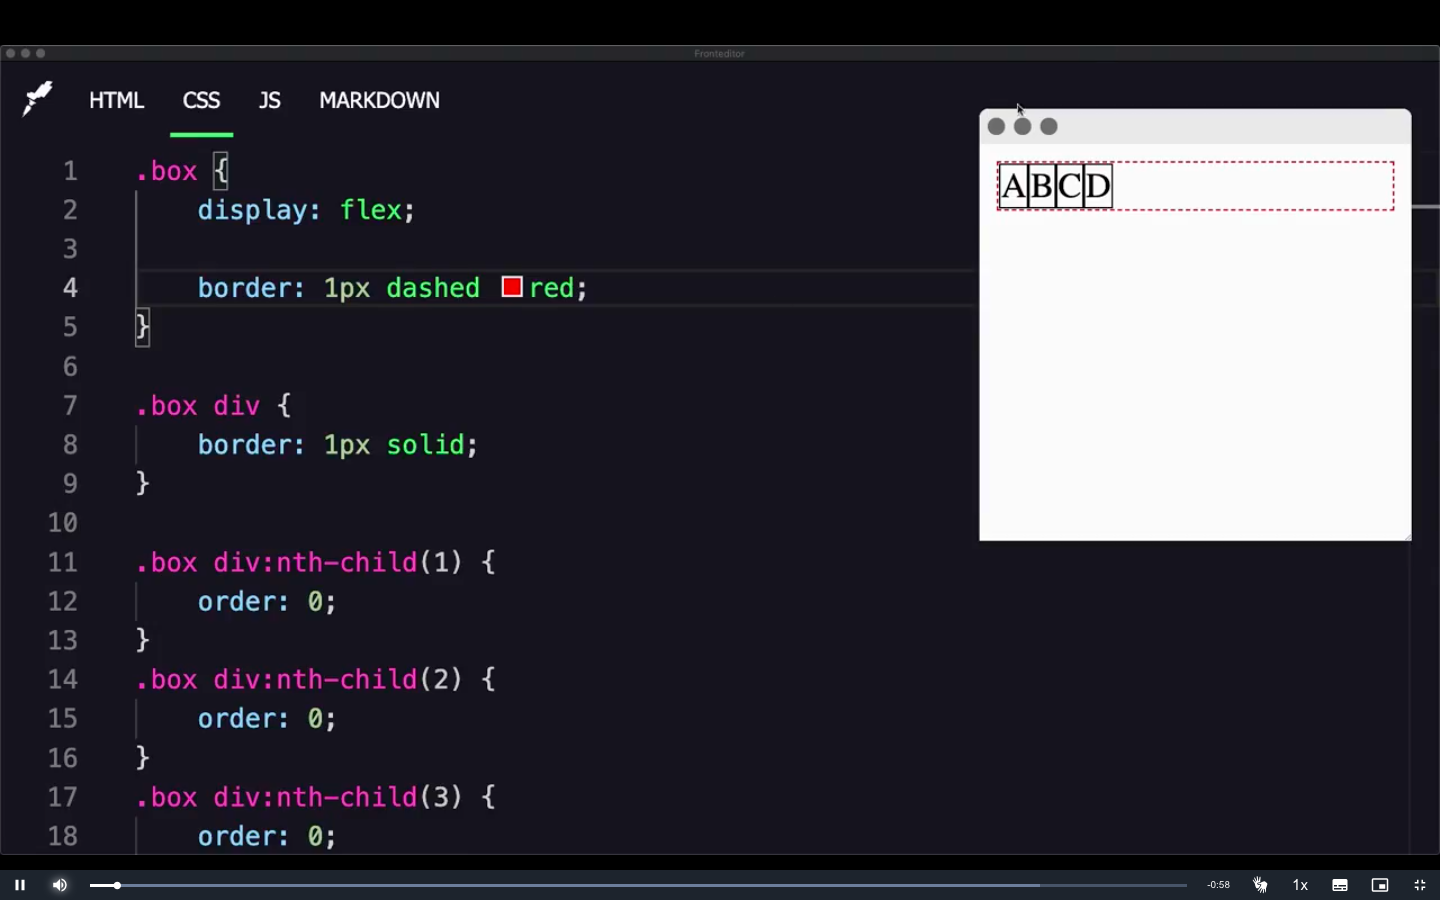 Fronteditor
HTML CSS JS MARKDOWN
1 .box {
2 display: flex;
3
4 border: 1px dashed red;
5 }
6
7 .box div {
8 border: 1px solid;
9 }
10
11 .box div:nth-child(1) {
12 order: 0;
13 }
14 .box div:nth-child(2) {
15 order: 0;
16 }
17 .box div:nth-child(3) {
18 order: 0;
ABCD
-0:58 1x